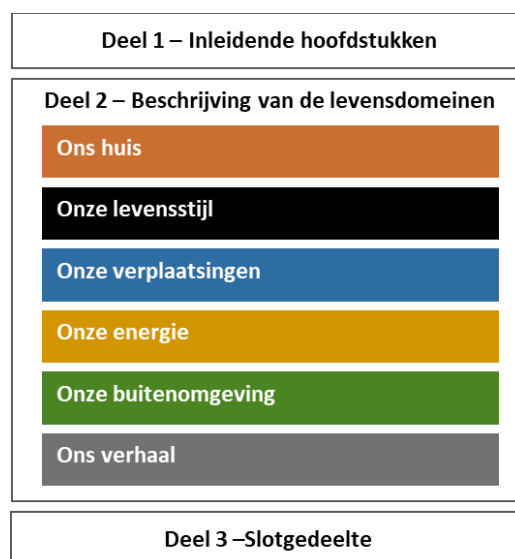 Deel 1 – Inleidende hoofdstukken
Deel 2 – Beschrijving van de levensdomeinen
Ons huis
Onze levensstijl
Onze verplaatsingen
Onze energie
Onze buitenomgeving
Ons verhaal
Deel 3 –Slotgedeelte